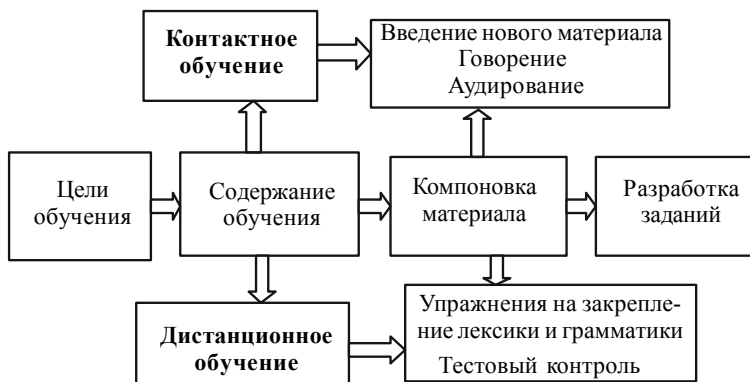 Контактное
обучение
Введение нового материала
Говорение
Аудирование
Цели
обучения
Содержание
обучения
Компоновка
материала
Разработка
заданий
Дистанционное
обучение
Упражнения на закрепле-
ние лексики и грамматики
Тестовый контроль